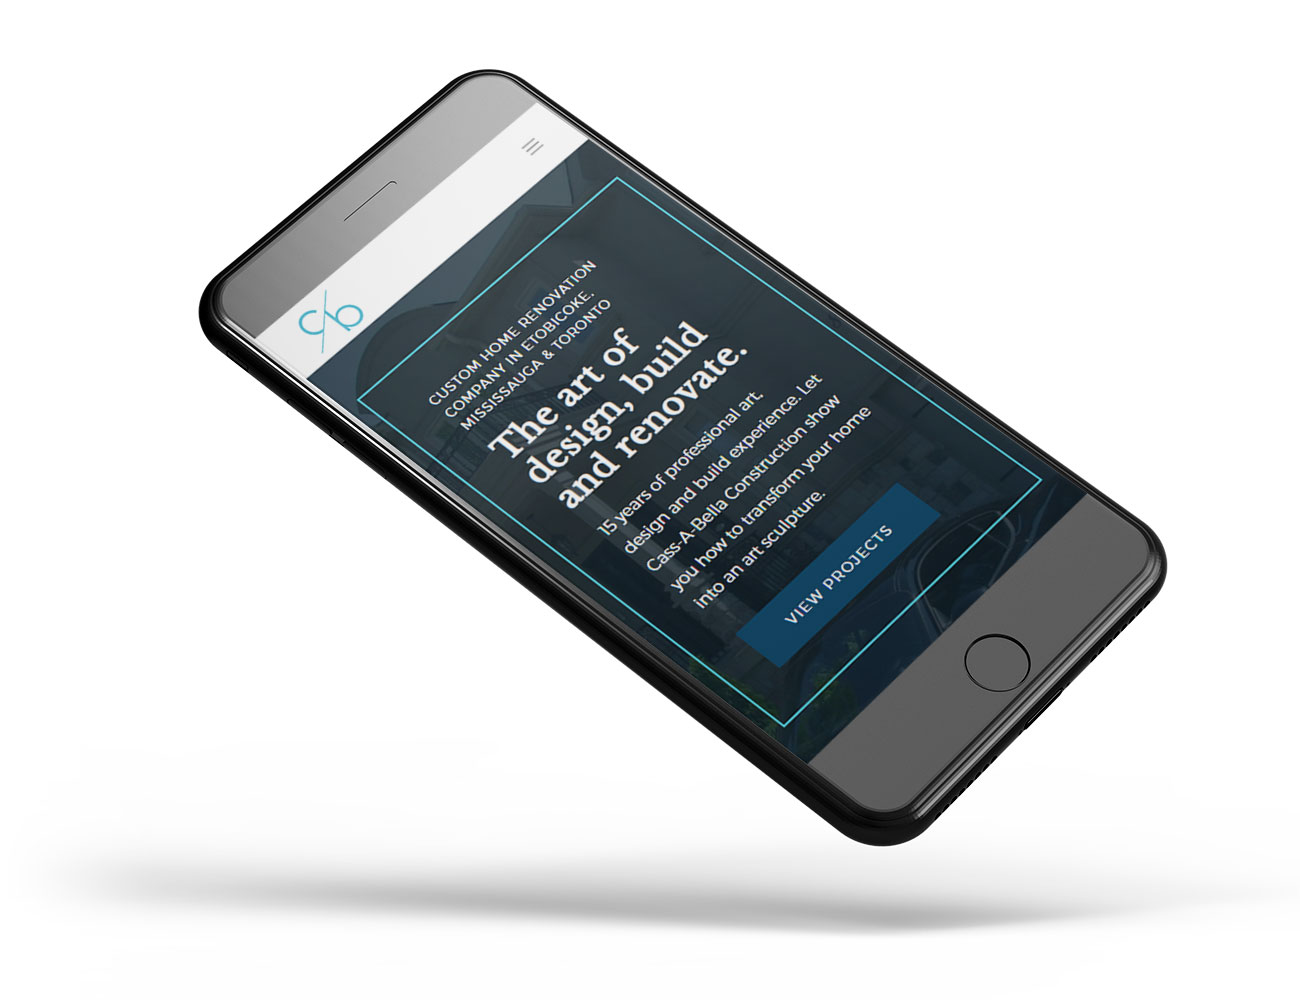 c/b
CUSTOM HOME RENOVATION
COMPANY IN ETOBICOKE,
MISSISSAUGA & TORONTO
The art of
design, build
and renovate.
15 years of professional art,
design and build experience. Let
Cass-A-Bella Construction show
you how to transform your home
into an art sculpture.
VIEW PROJECTS